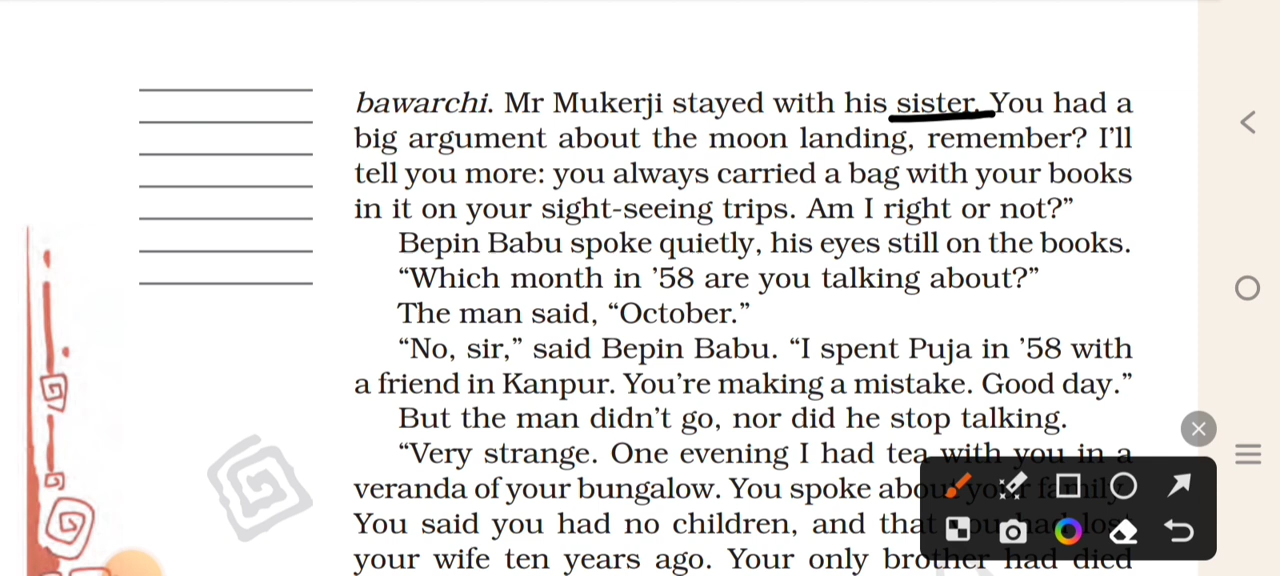 bawarchi. Mr Mukerji stayed with his sister. You had a
big argument about the moon landing, remember? I'll
tell you more: you always carried a bag with your books
in it on your sight-seeing trips. Am I right or not?”
Bepin Babu spoke quietly, his eyes still on the books.
“Which month in ’58 are you talking about?”
The man said, “October.”
“No, sir,” said Bepin Babu. “I spent Puja in ’58 with
a friend in Kanpur. You’re making a mistake. Good day.”
But the man didn’t go, nor did he stop talking.
“Very strange. One evening I had tea with you in a
veranda of your bungalow. You spoke about your family.
You said you had no children, and that you had lost
your wife ten years ago. Your only brother had died